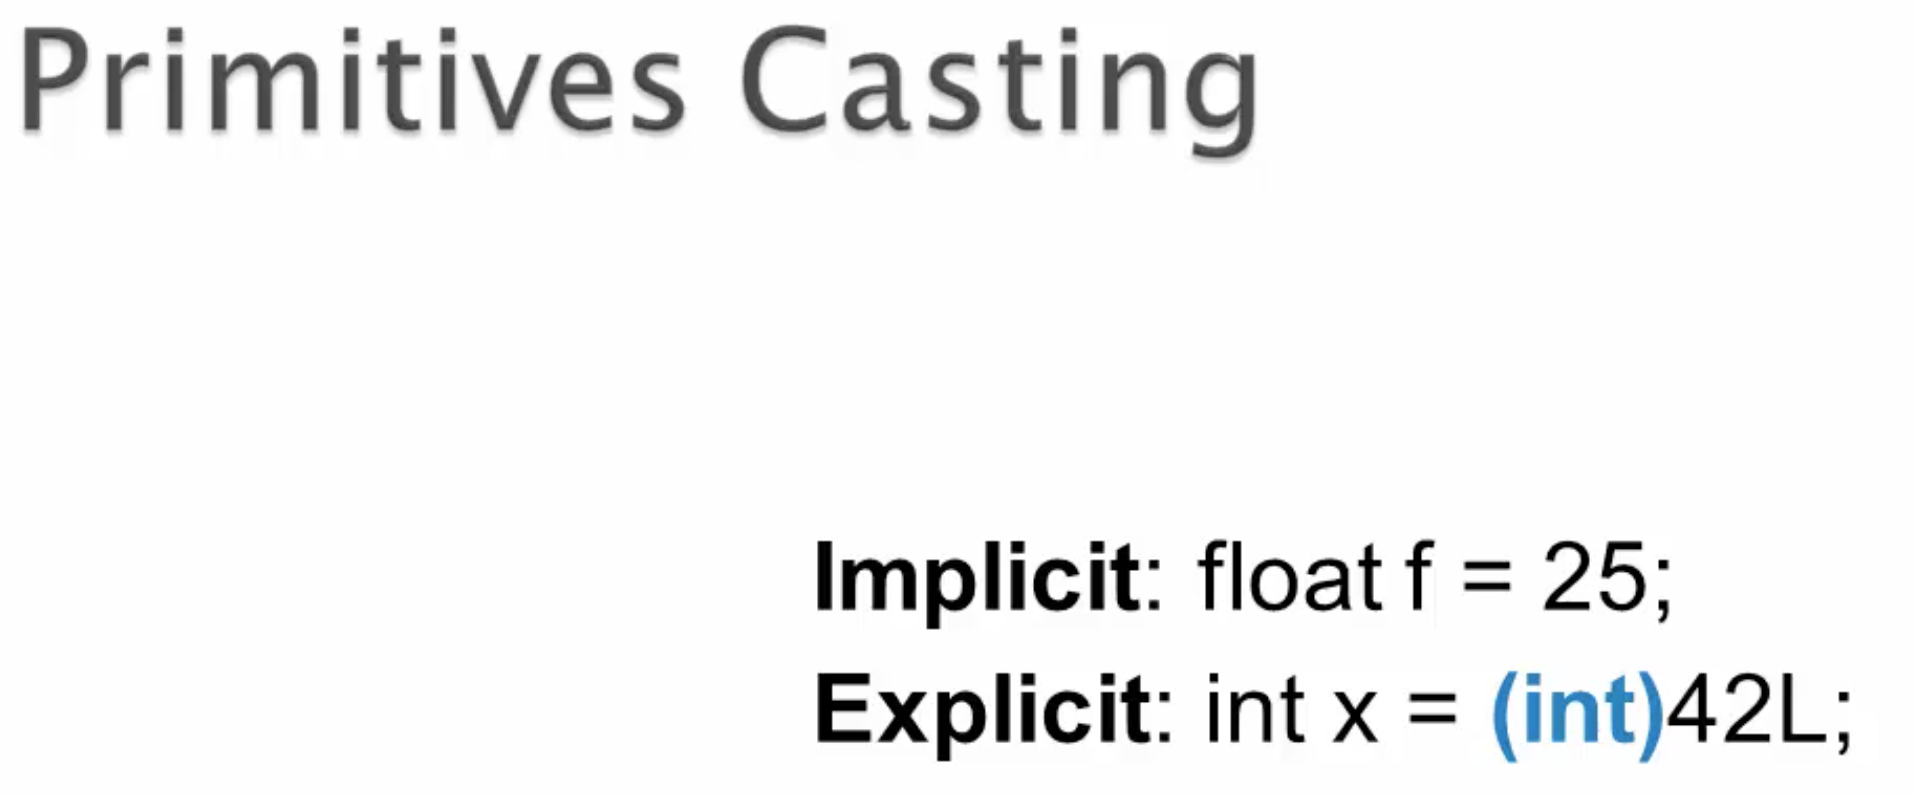 Primitives Casting
Implicit: float f = 25;
Explicit: int x = (int)42L;